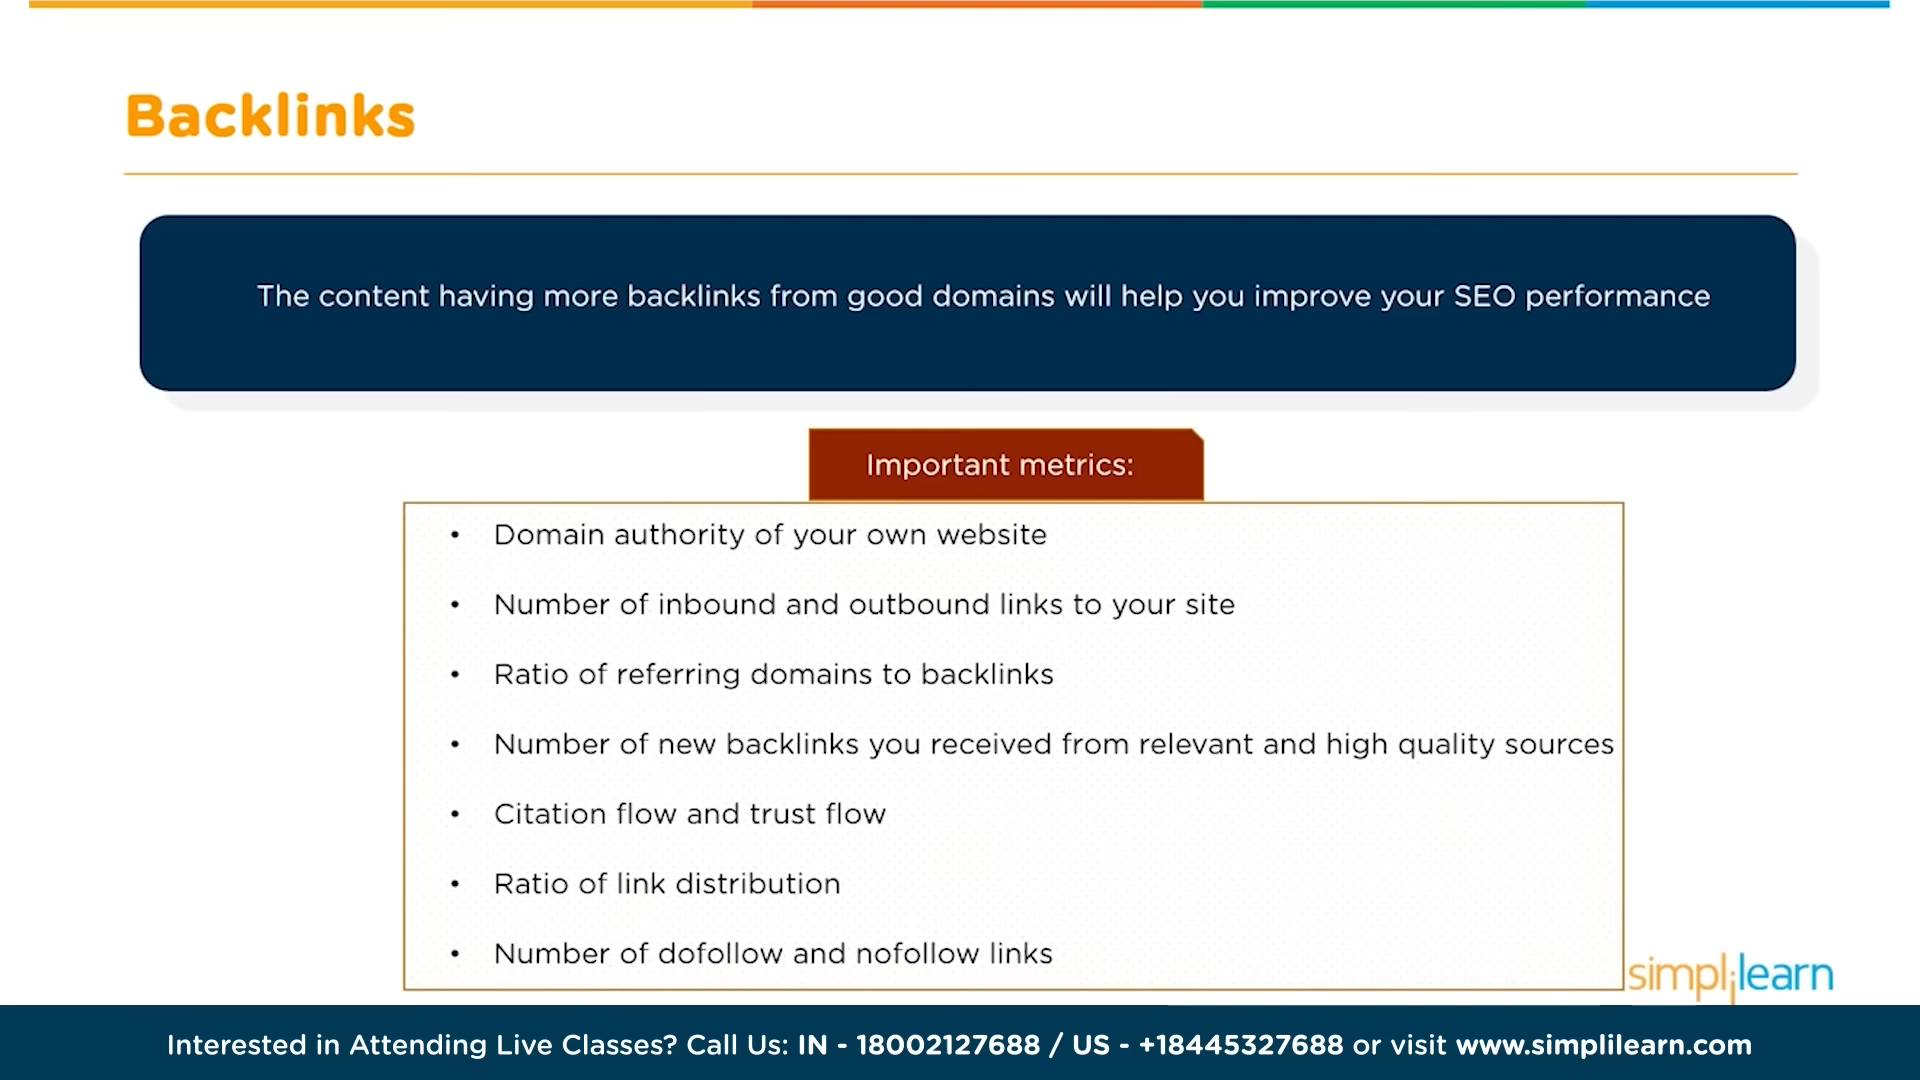 Backlinks
The content having more backlinks from good domains will help you improve your SEO performance
Important metrics:
• Domain authority of your own website
• Number of inbound and outbound links to your site
• Ratio of referring domains to backlinks
• Number of new backlinks you received from relevant and high quality sources
• Citation flow and trust flow
• Ratio of link distribution
• Number of dofollow and nofollow links
simplilearn
Interested in Attending Live Classes? Call Us: IN - 18002127688 / US - +18445327688 or visit www.simplilearn.com